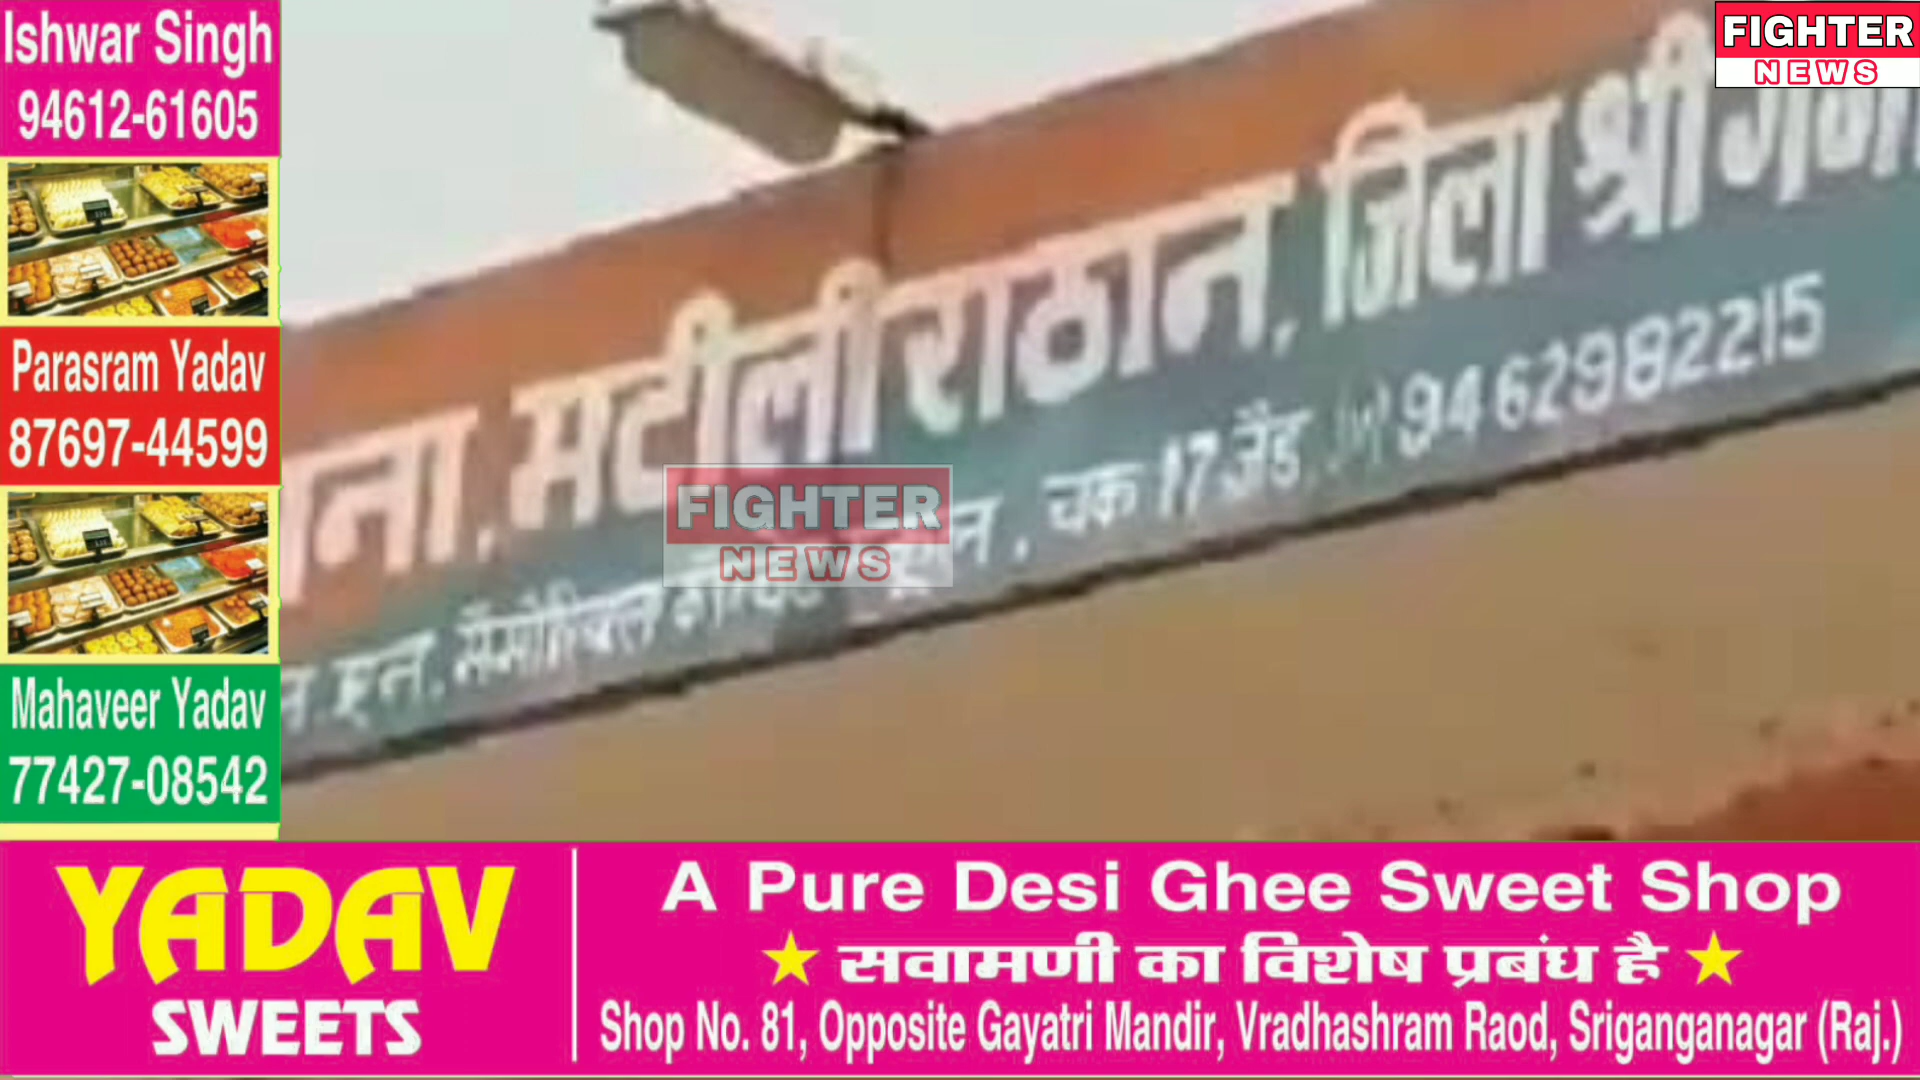 Ishwar Singh
94612-61605
Parasram Yadav
87697-44599
Mahaveer Yadav
77427-08542
FIGHTER
NEWS
मटीली राठान, जिला श्री
चक 17 जैड 9462982215
FIGHTER
NEWS
YADAV
SWEETS
A Pure Desi Ghee Sweet Shop
★ सवामणी का विशेष प्रबंध है ★
Shop No. 81, Opposite Gayatri Mandir, Vradhashram Raod, Sriganganagar (Raj.)